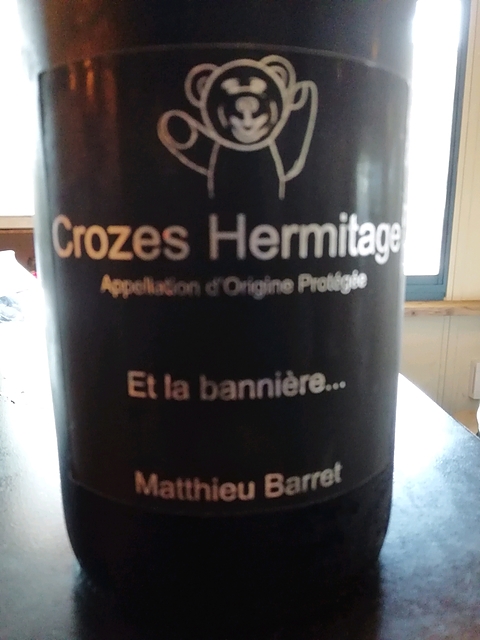 Crozes Hermitage
Appellation d'Origine Protégée
Et la bannière...
Matthieu Barret